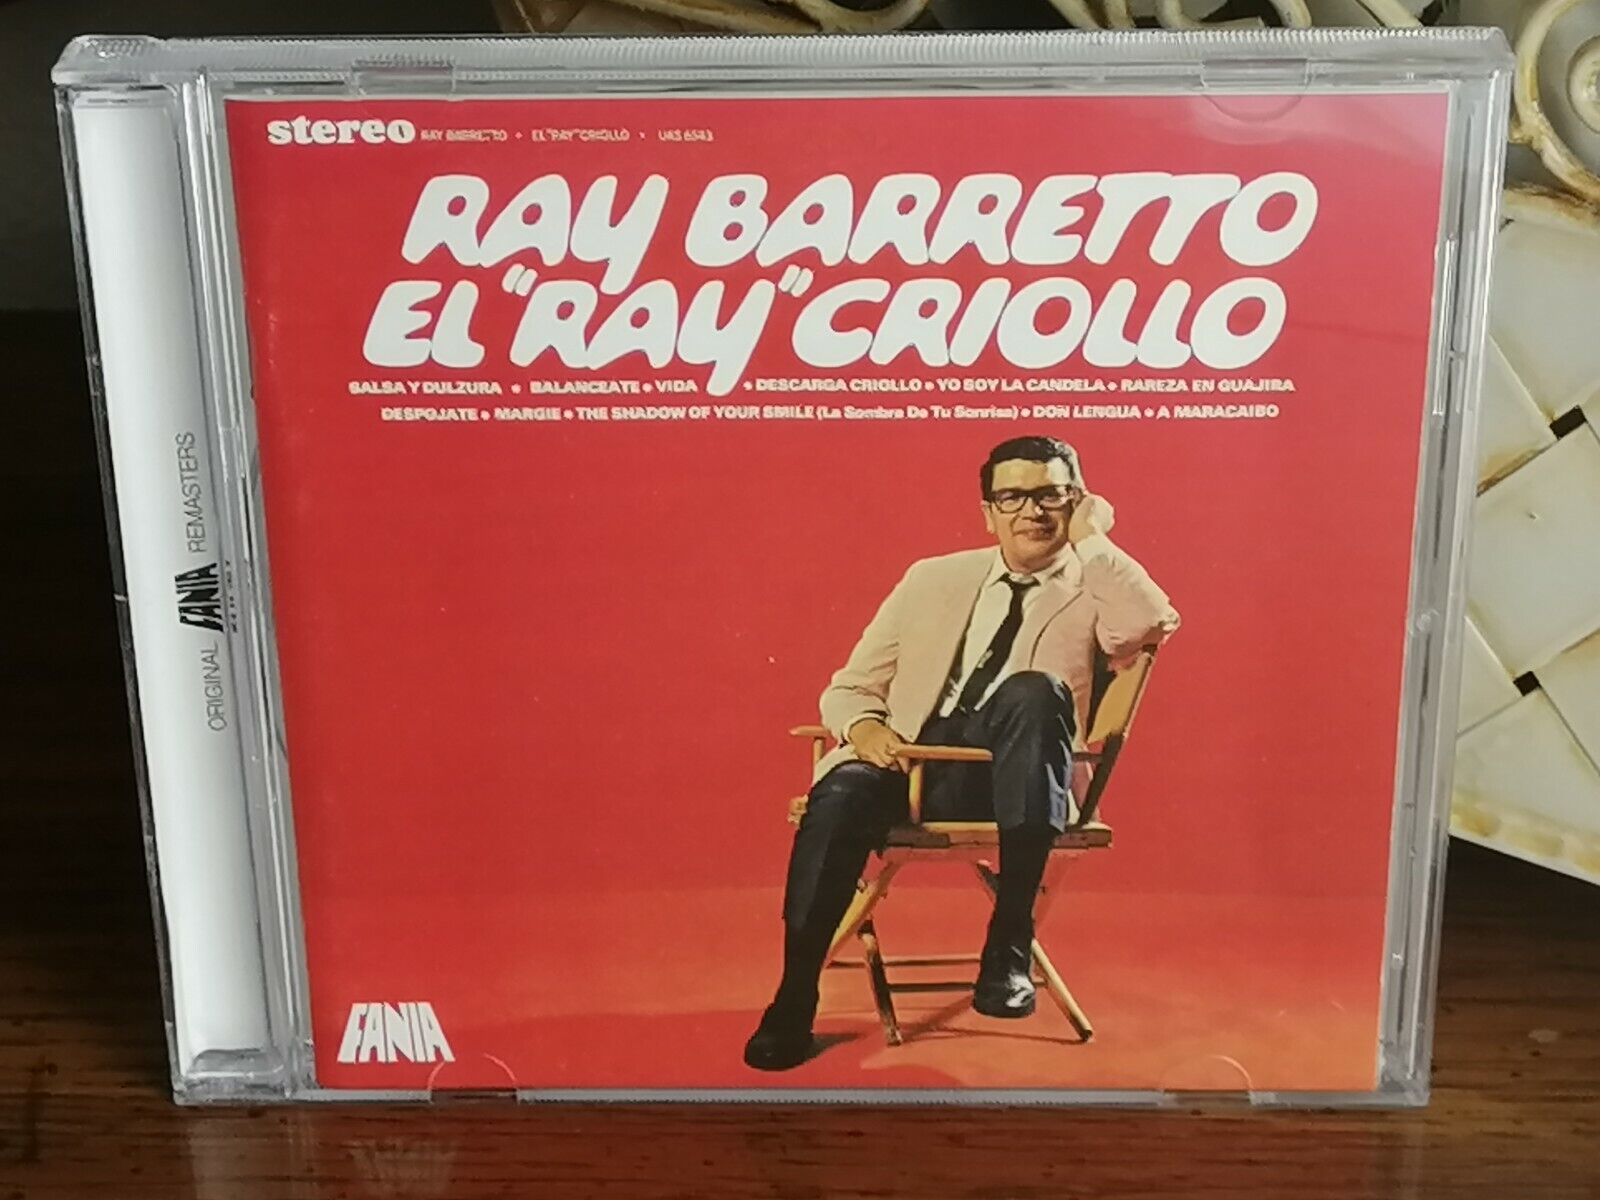 stereo RAY BARRETTO • EL "RAY" CRIOLLO • UAS 6543
RAY BARRETTO
EL "RAY" CRIOLLO
SALSA Y DULZURA • BALANCEATE • VIDA • DESCARGA CRIOLLO • YO SOY LA CANDELA • RAREZA EN GUAJIRA
DESPOJATE • MARGIE • THE SHADOW OF YOUR SMILE (La Sombra De Tu Sonrisa) • DON LENGUA • A MARACAIBO
ORIGINAL FANIA REMASTERS
FANIA